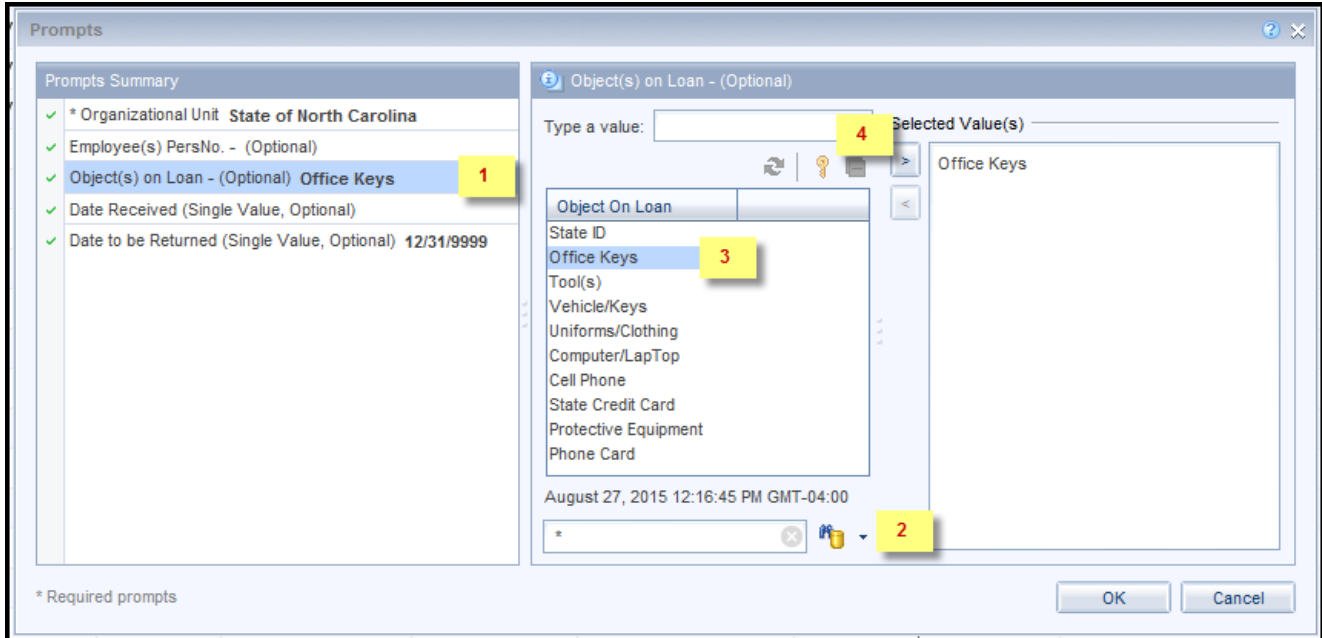 Prompts
Prompts Summary
* Organizational Unit State of North Carolina
Employee(s) PersNo. - (Optional)
Object(s) on Loan - (Optional) Office Keys 1
Date Received (Single Value, Optional)
Date to be Returned (Single Value, Optional) 12/31/9999
Object(s) on Loan - (Optional)
Type a value:
4
Object On Loan
State ID
Office Keys 3
Tool(s)
Vehicle/Keys
Uniforms/Clothing
Computer/LapTop
Cell Phone
State Credit Card
Protective Equipment
Phone Card
August 27, 2015 12:16:45 PM GMT-04:00
* 2
Selected Value(s)
>
<
Office Keys
* Required prompts
OK Cancel